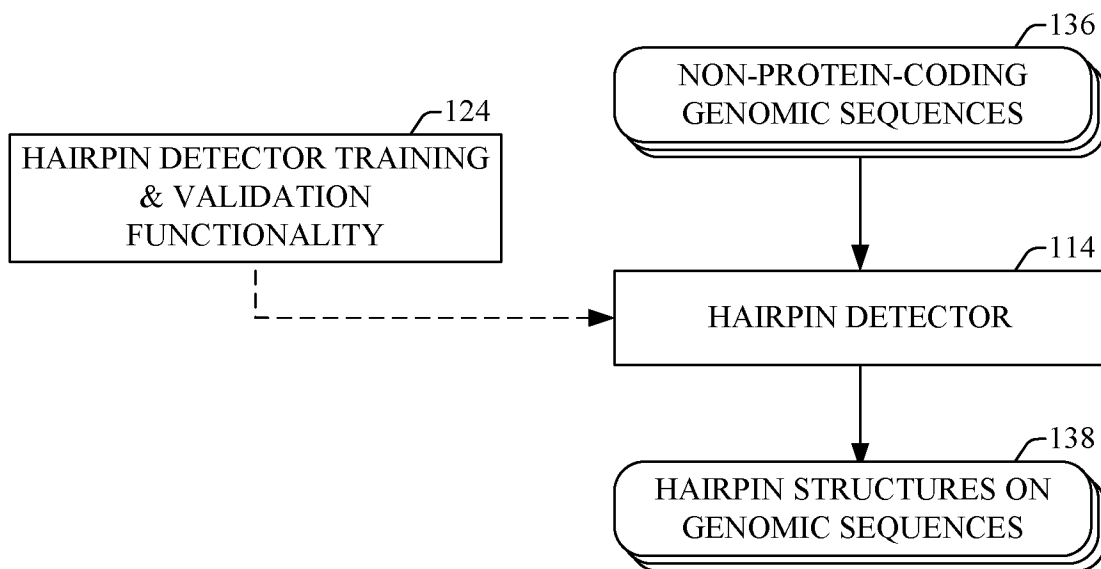 136
NON-PROTEIN-CODING
GENOMIC SEQUENCES
124
HAIRPIN DETECTOR TRAINING
& VALIDATION
FUNCTIONALITY
114
HAIRPIN DETECTOR
138
HAIRPIN STRUCTURES ON
GENOMIC SEQUENCES